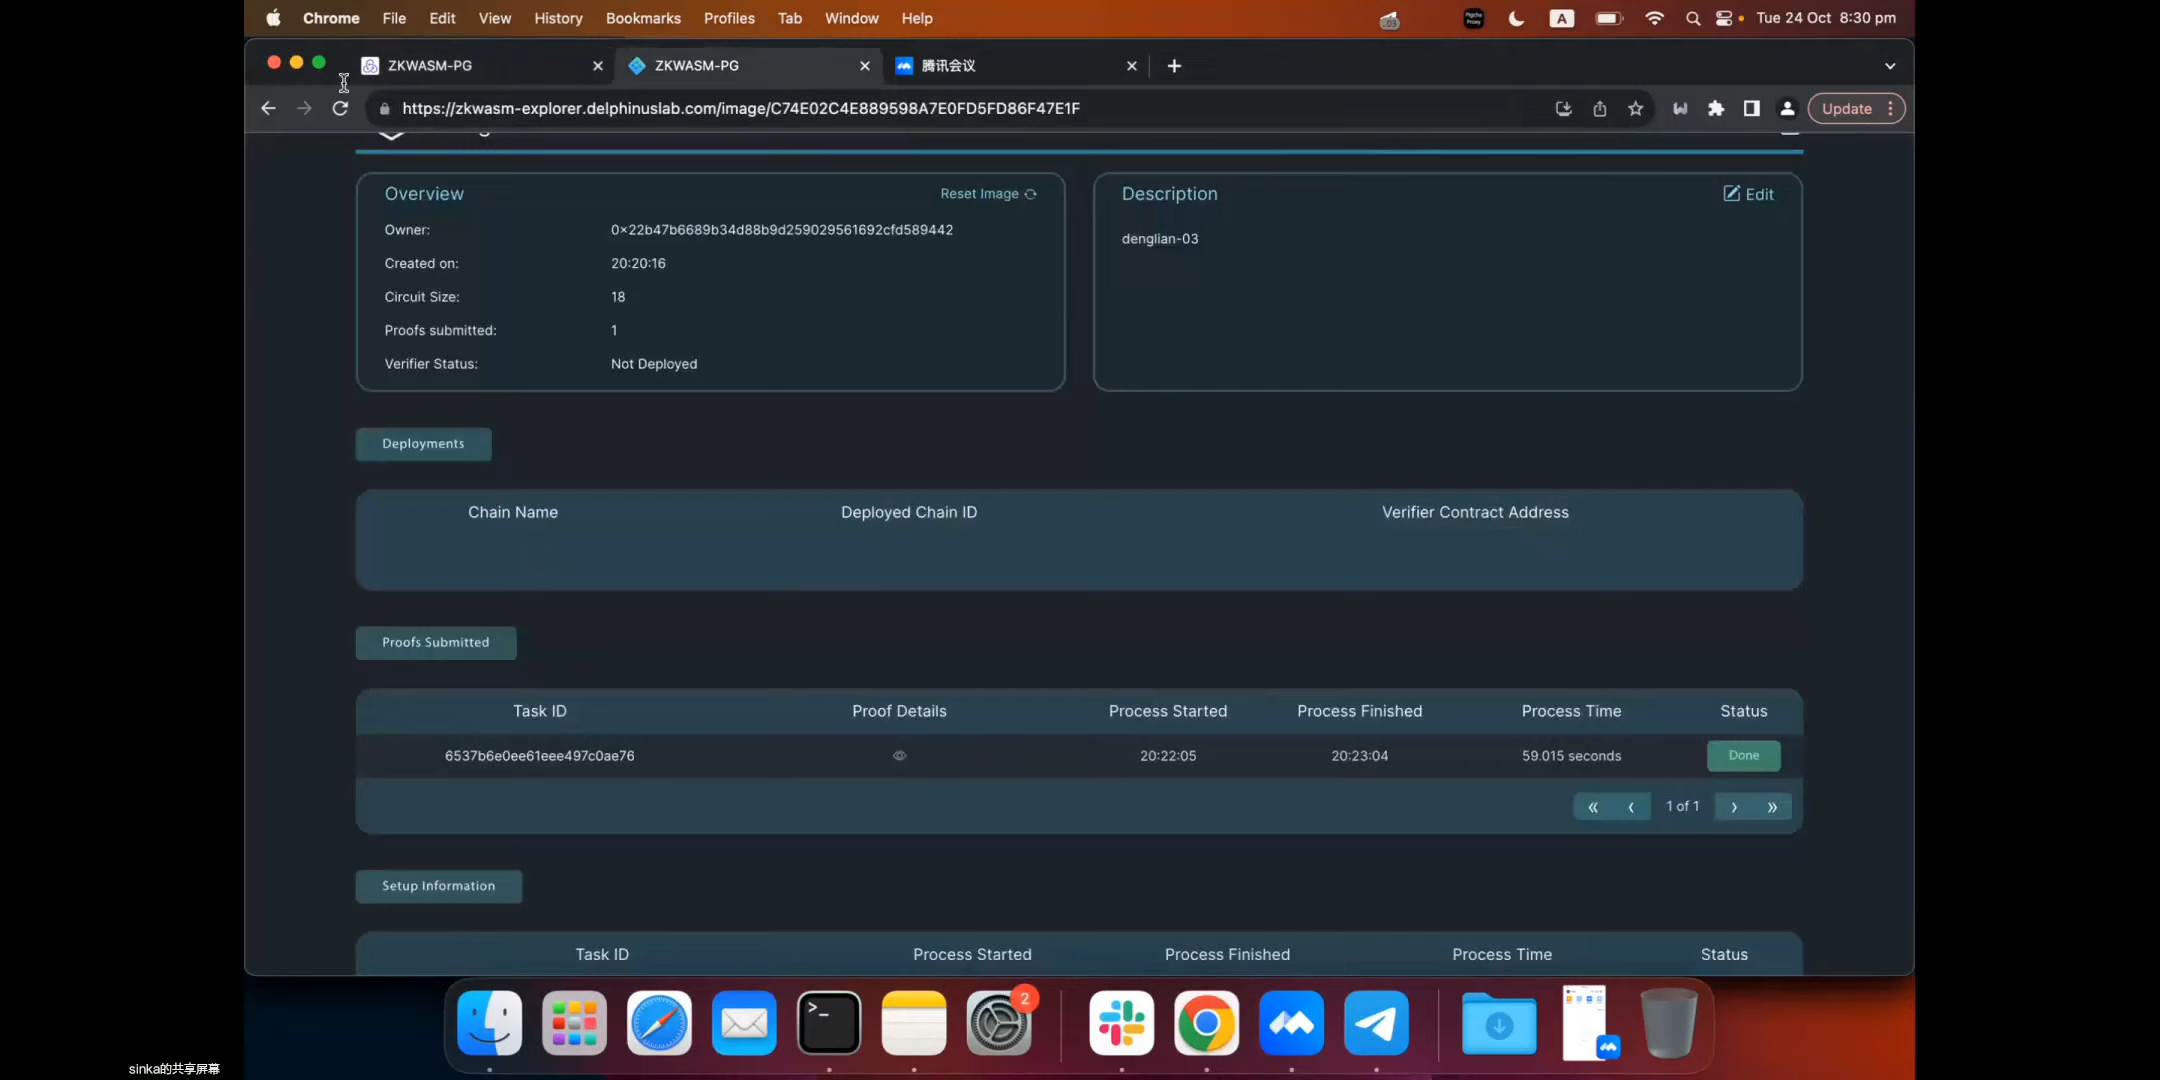 Chrome File Edit View History Bookmarks Profiles Tab Window Help
A Tue 24 Oct 8:30 pm
ZKWASM-PG
ZKWASM-PG
腾讯会议
https://zkwasm-explorer.delphinuslab.com/image/C74E02C4E889598A7E0FD5FD86F47E1F
Update
Overview
Reset Image
Owner: 0x22b47b6689b34d88b9d259029561692cfd589442
Created on: 20:20:16
Circuit Size: 18
Proofs submitted: 1
Verifier Status: Not Deployed
Description
Edit
denglian-03
Deployments
Chain Name Deployed Chain ID Verifier Contract Address
Proofs Submitted
Task ID Proof Details Process Started Process Finished Process Time Status
6537b6e0ee61eee497c0ae76 20:22:05 20:23:04 59.015 seconds Done
« ‹ 1 of 1 › »
Setup Information
Task ID Process Started Process Finished Process Time Status
2
sinka的共享屏幕